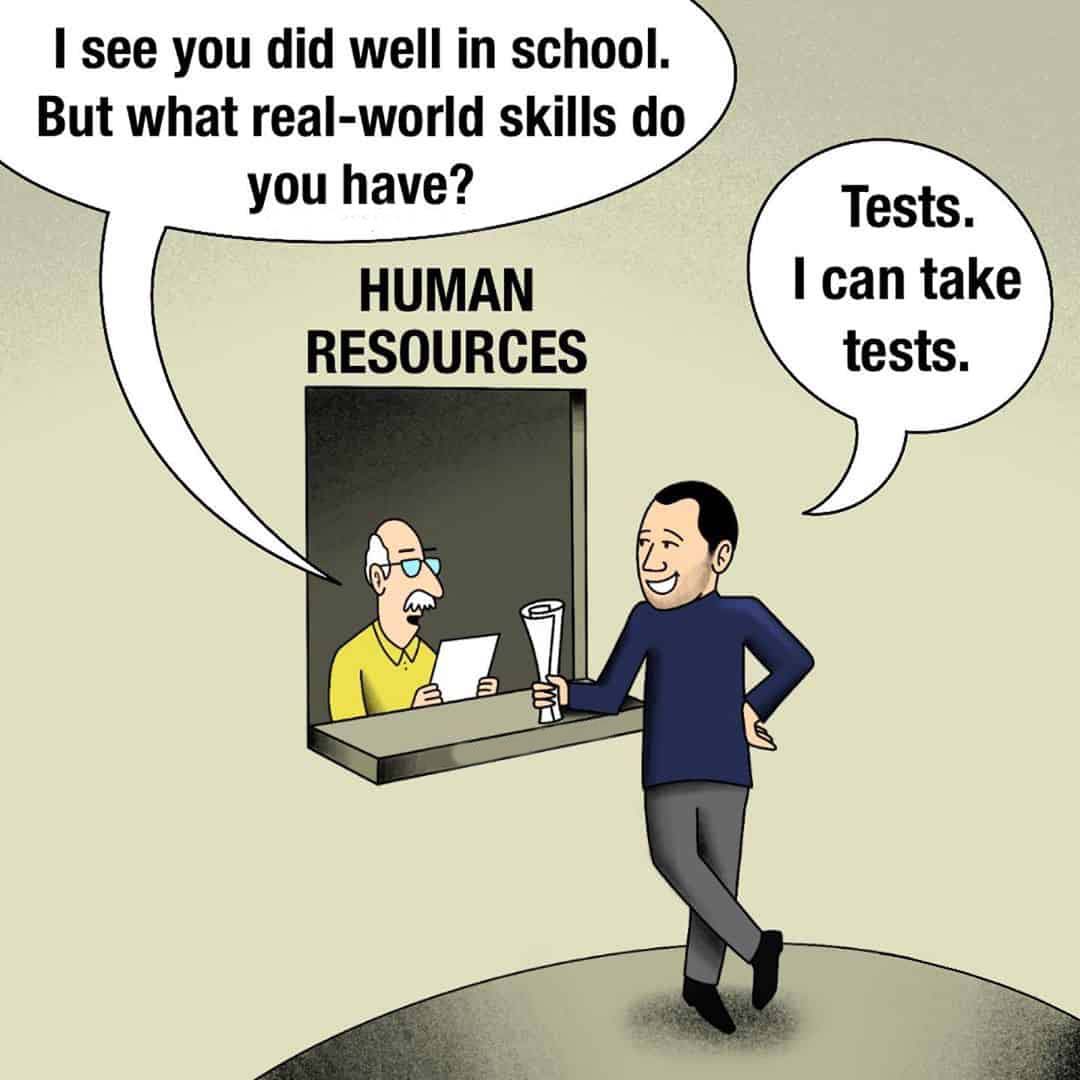 I see you did well in school.
But what real-world skills do
you have?
Tests.
I can take
tests.
HUMAN
RESOURCES